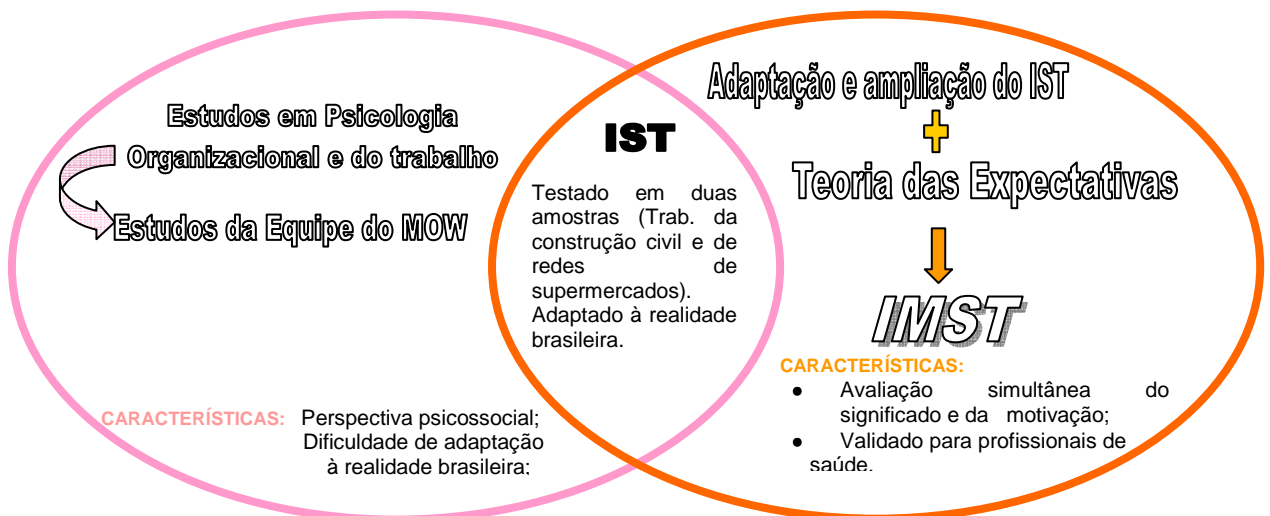 Estudos em Psicologia
Organizacional e do trabalho
Estudos da Equipe do MOW
CARACTERÍSTICAS: Perspectiva psicossocial;
Dificuldade de adaptação
à realidade brasileira;
IST
Testado em duas
amostras (Trab. da
construção civil e de
redes de
supermercados).
Adaptado à realidade
brasileira.
Adaptação e ampliação do IST
Teoria das Expectativas
IMST
CARACTERÍSTICAS:
● Avaliação simultânea do
significado e da motivação;
● Validado para profissionais de
saúde.